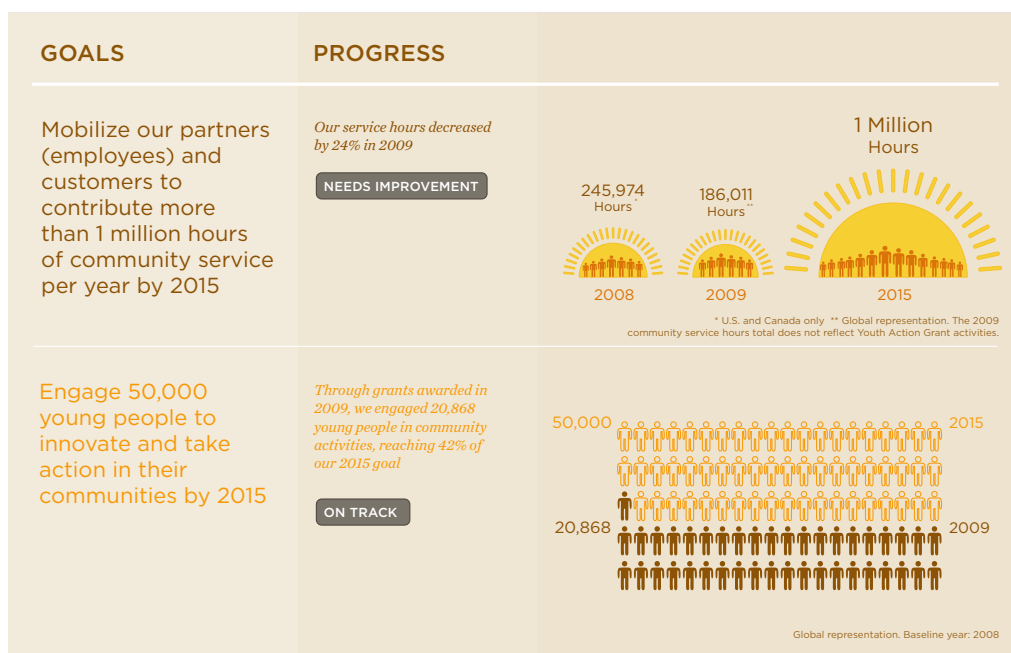 GOALS
PROGRESS
Mobilize our partners
(employees) and
customers to
contribute more
than 1 million hours
of community service
per year by 2015
Our service hours decreased
by 24% in 2009
NEEDS IMPROVEMENT
245,974
Hours*
2008
186,011
Hours**
2009
1 Million
Hours
2015
* U.S. and Canada only ** Global representation. The 2009
community service hours total does not reflect Youth Action Grant activities.
Engage 50,000
young people to
innovate and take
action in their
communities by 2015
Through grants awarded in
2009, we engaged 20,868
young people in community
activities, reaching 42% of
our 2015 goal
ON TRACK
50,000
2015
20,868
2009
Global representation. Baseline year: 2008